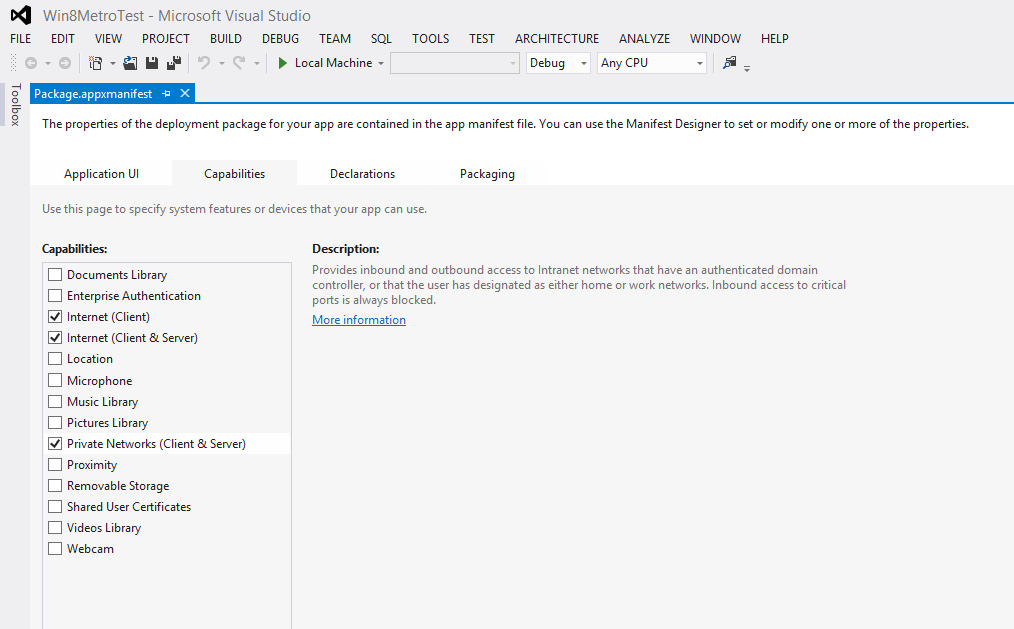 Win8MetroTest - Microsoft Visual Studio
FILE EDIT VIEW PROJECT BUILD DEBUG TEAM SQL TOOLS TEST ARCHITECTURE ANALYZE WINDOW HELP
Local Machine Debug Any CPU
Toolbox
Package.appxmanifest
The properties of the deployment package for your app are contained in the app manifest file. You can use the Manifest Designer to set or modify one or more of the properties.
Application UI Capabilities Declarations Packaging
Use this page to specify system features or devices that your app can use.
Capabilities:
Documents Library
Enterprise Authentication
Internet (Client)
Internet (Client & Server)
Location
Microphone
Music Library
Pictures Library
Private Networks (Client & Server)
Proximity
Removable Storage
Shared User Certificates
Videos Library
Webcam
Description:
Provides inbound and outbound access to Intranet networks that have an authenticated domain
controller, or that the user has designated as either home or work networks. Inbound access to critical
ports is always blocked.
More information